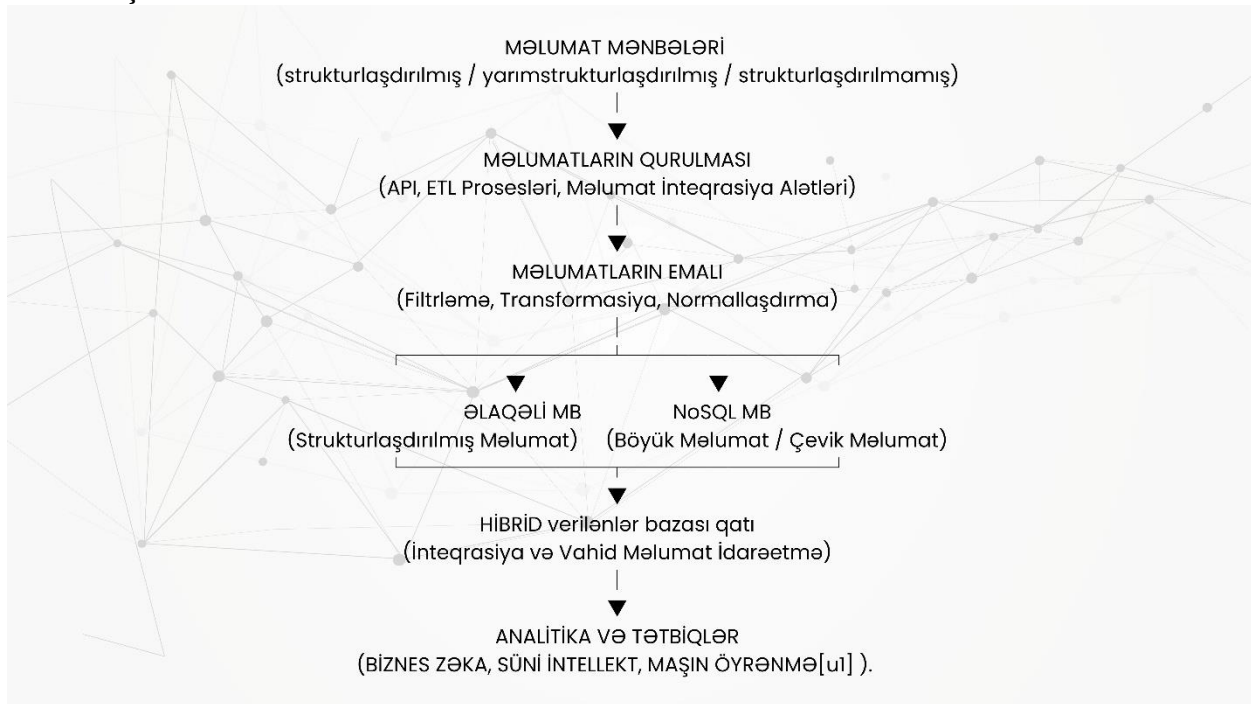 MƏLUMAT MƏNBƏLƏRİ
(strukturlaşdırılmış / yarımstrukturlaşdırılmış / strukturlaşdırılmamış)
MƏLUMATLARIN QURULMASI
(API, ETL Prosesləri, Məlumat İnteqrasiya Alətləri)
MƏLUMATLARIN EMALI
(Filtrləmə, Transformasiya, Normallaşdırma)
ƏLAQƏLİ MB NoSQL MB
(Strukturlaşdırılmış Məlumat) (Böyük Məlumat / Çevik Məlumat)
HİBRİD verilənlər bazası qatı
(İnteqrasiya və Vahid Məlumat İdarəetmə)
ANALİTİKA VƏ TƏTBİQLƏR
(BİZNES ZƏKA, SÜNİ İNTELLEKT, MAŞIN ÖYRƏNMƏ[u1] ).